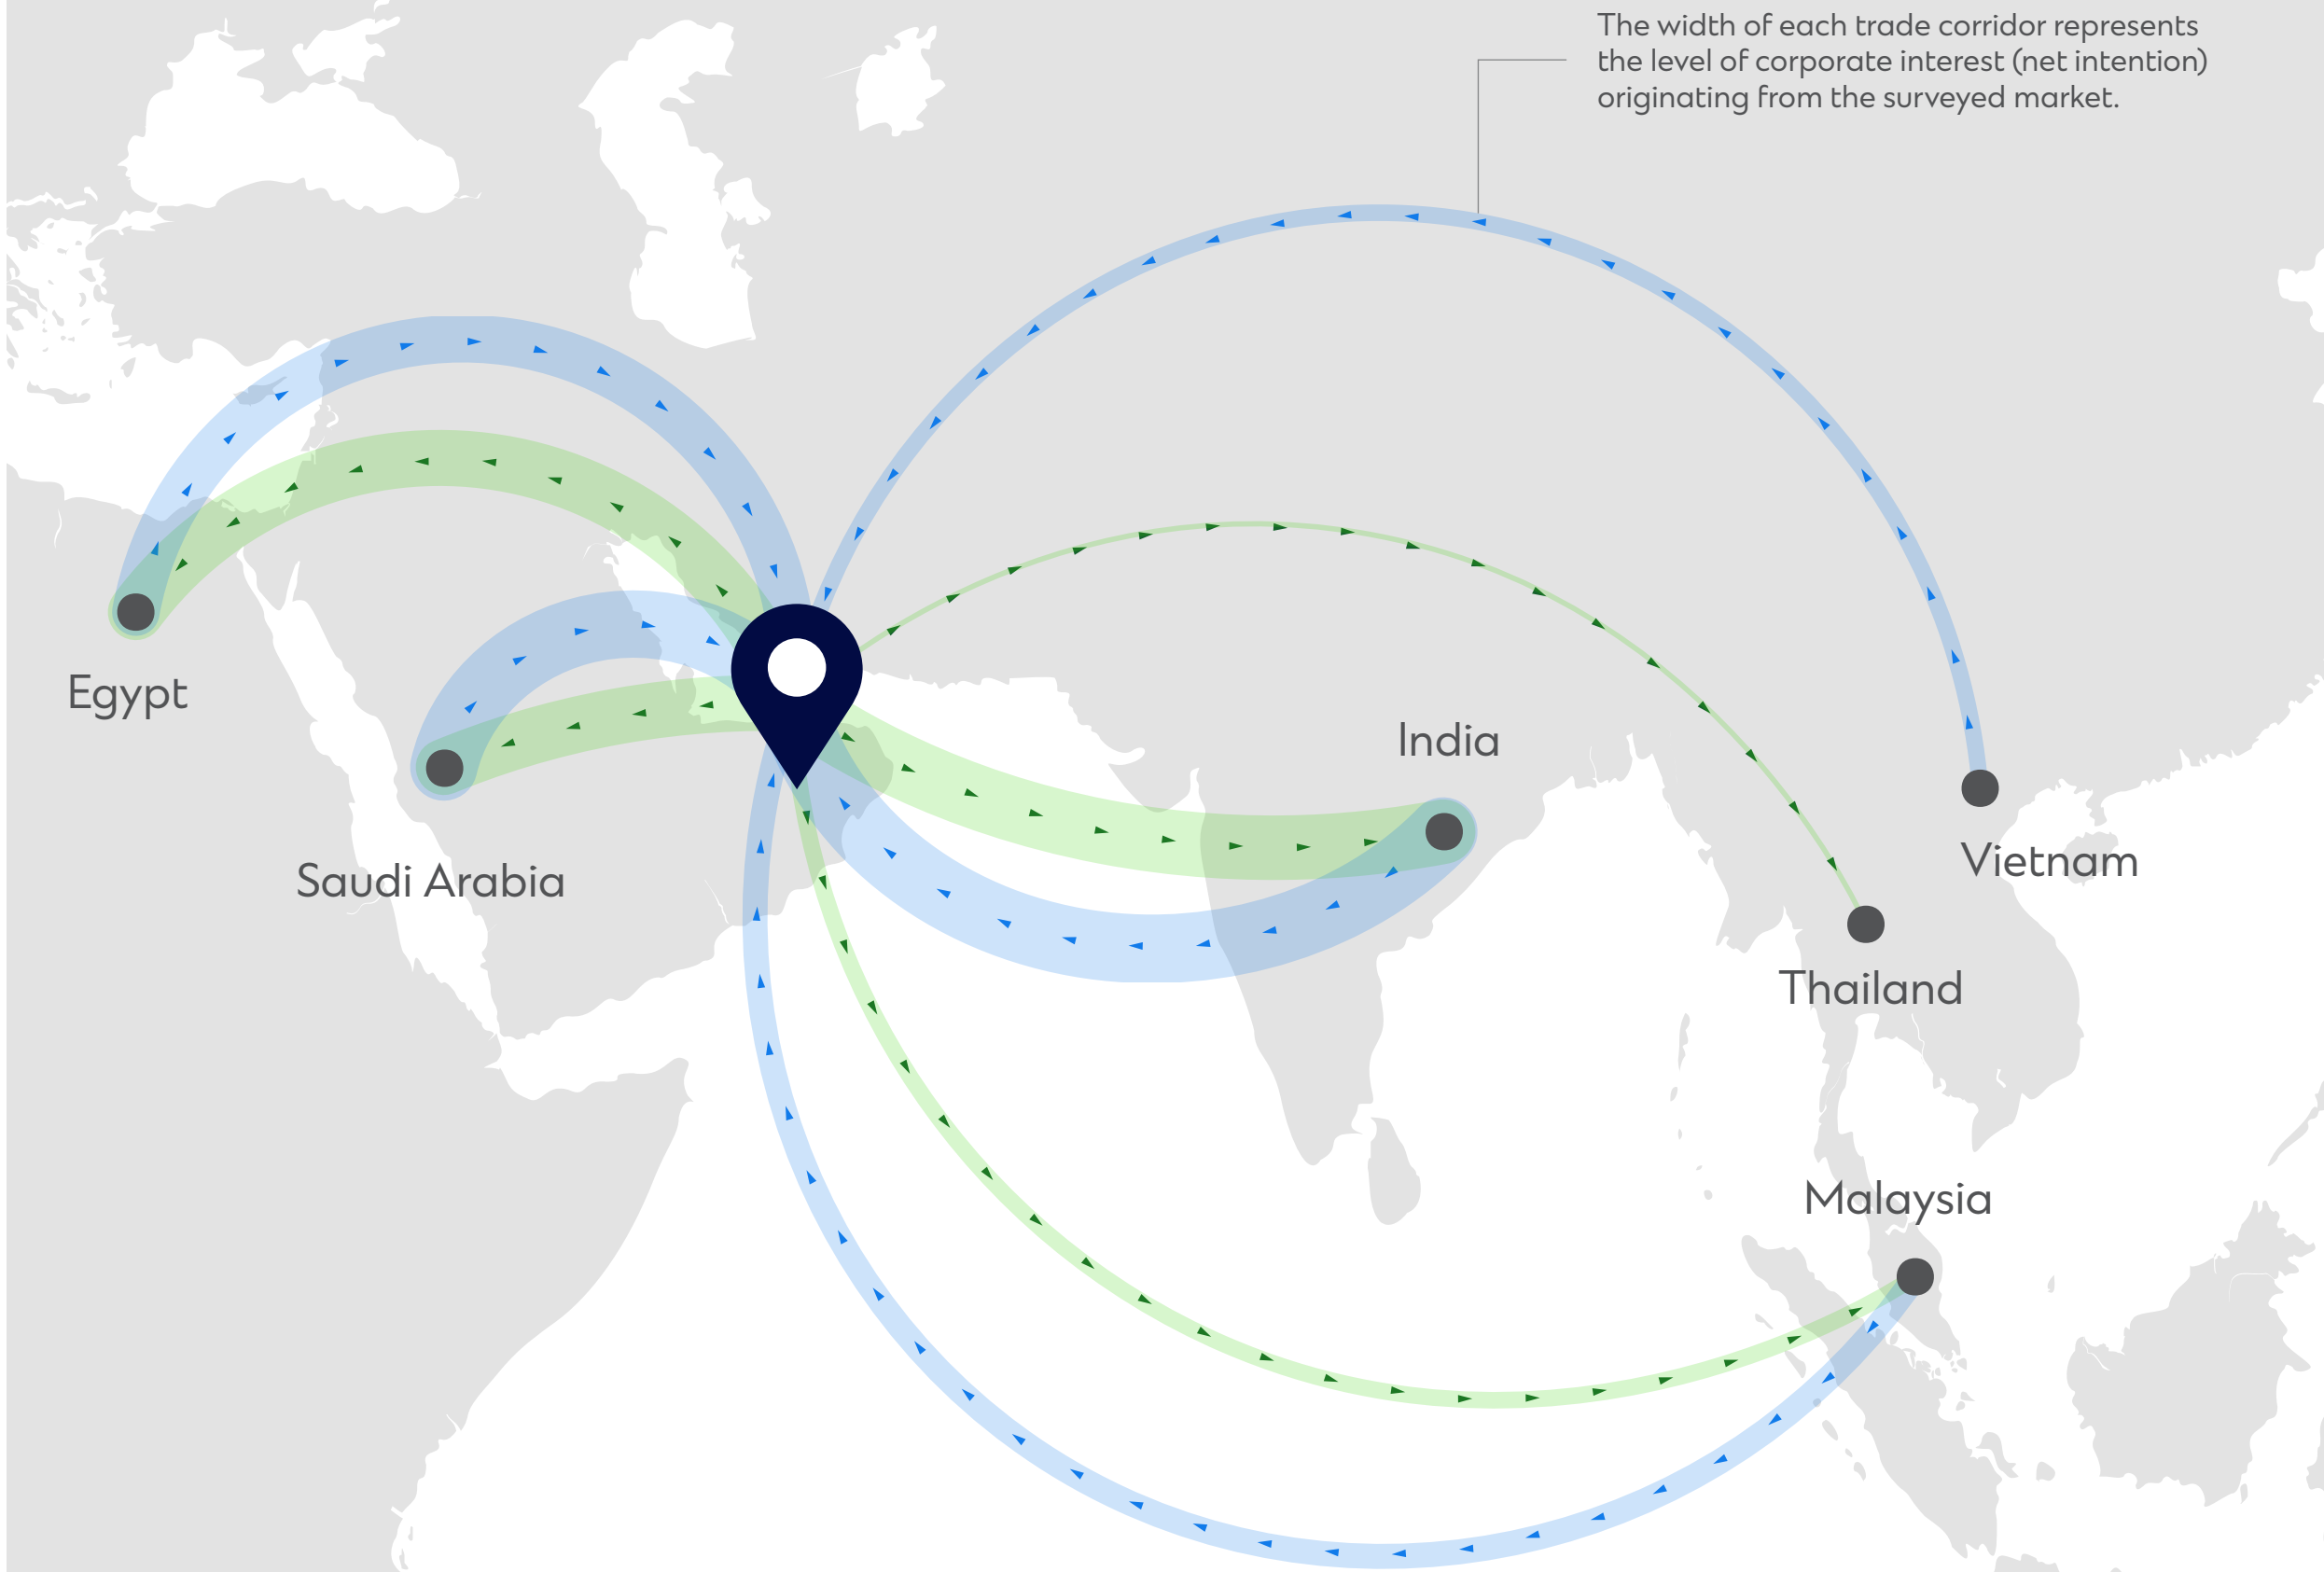 The width of each trade corridor represents
the level of corporate interest (net intention)
originating from the surveyed market.
Egypt
India
Saudi Arabia
Vietnam
Thailand
Malaysia